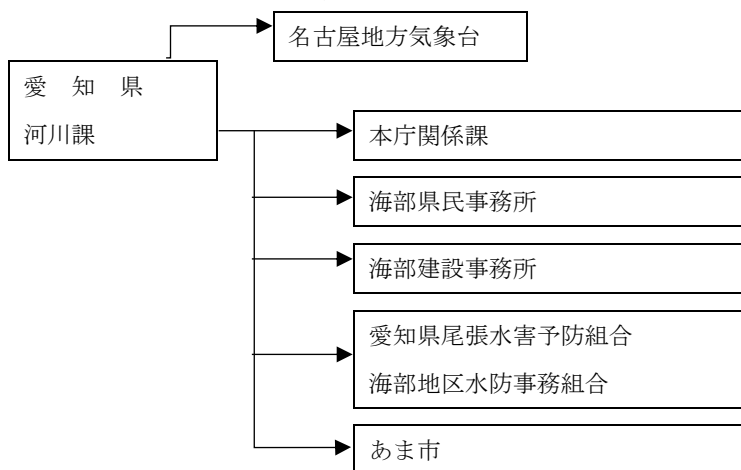 名古屋地方気象台
愛　知　県
河川課
本庁関係課
海部県民事務所
海部建設事務所
愛知県尾張水害予防組合
海部地区水防事務組合
あま市